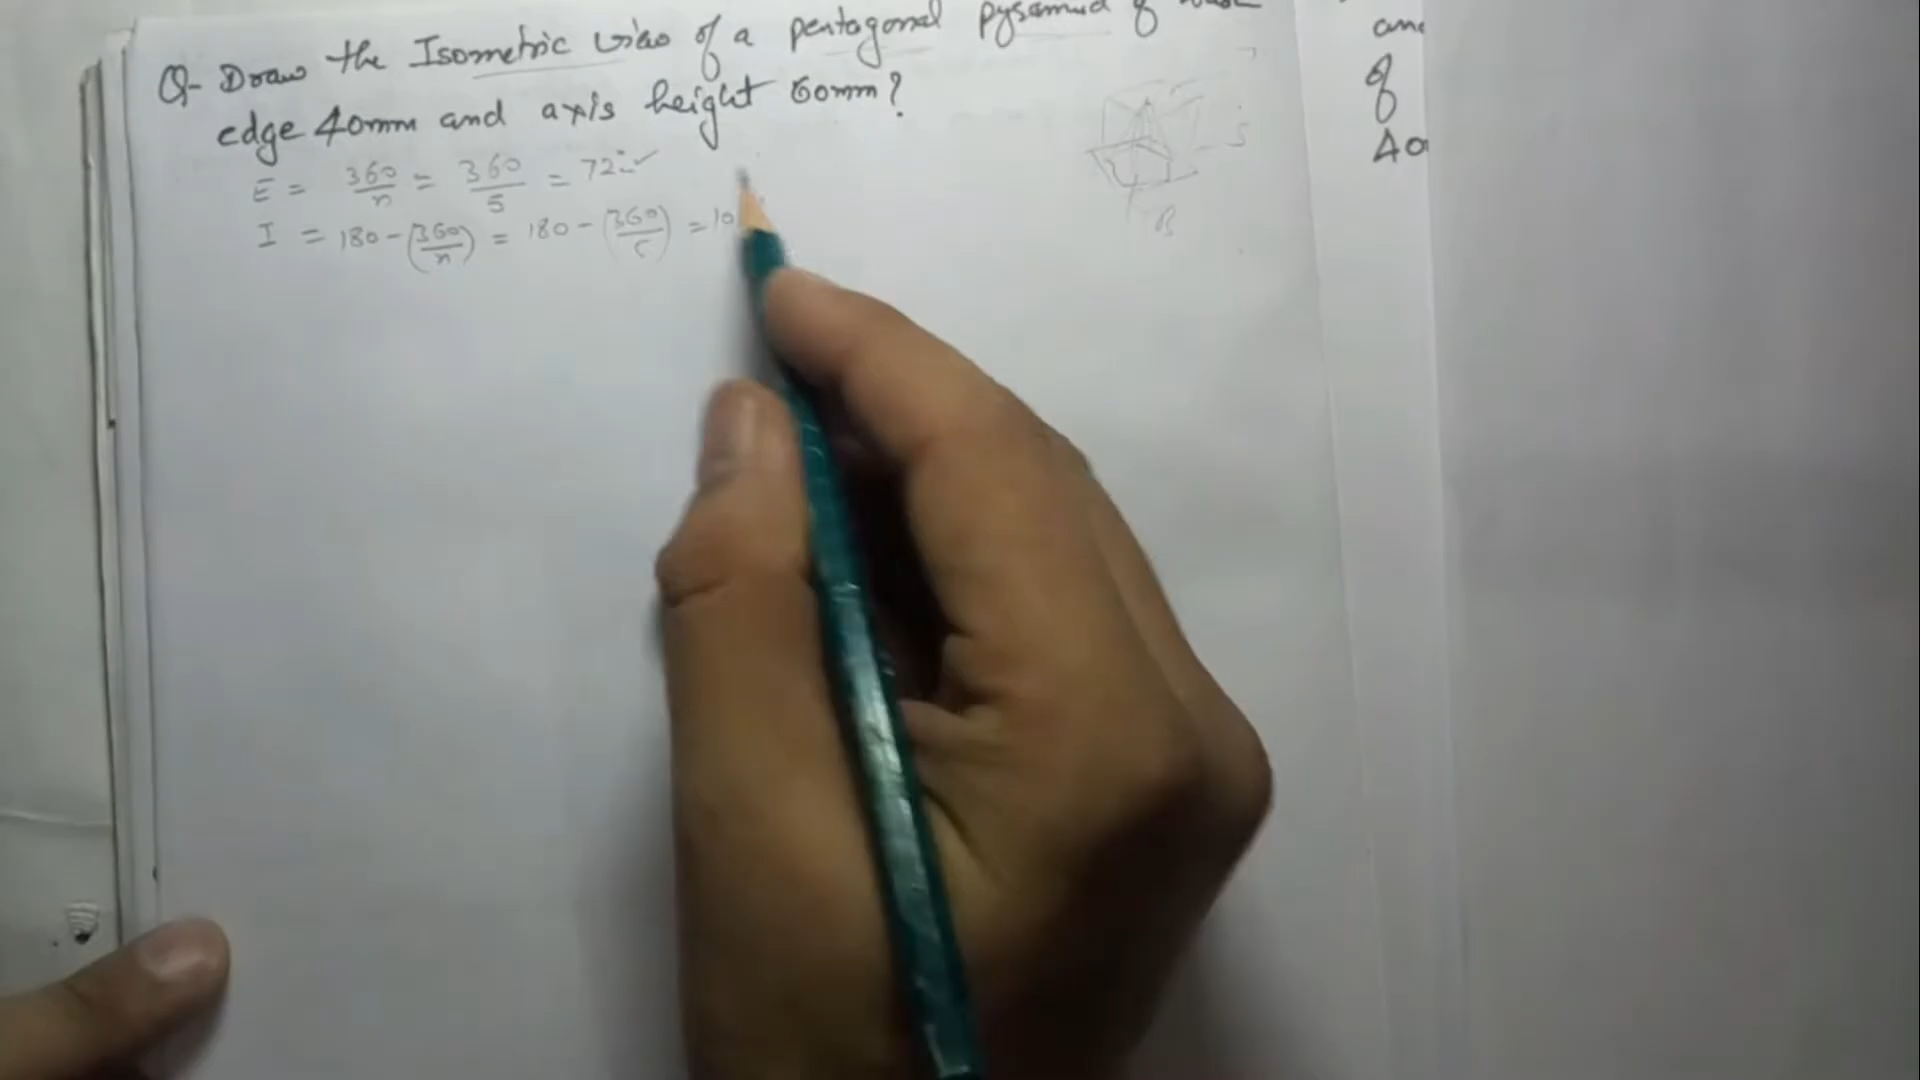 Q- Draw the Isometric view of a pentagonal pyramid of
edge 40mm and axis height 60mm?
E = 360/n = 360/5 = 72°✓
I = 180 - (360/n) = 180 - (360/5) = 10
S
B
and
of
40